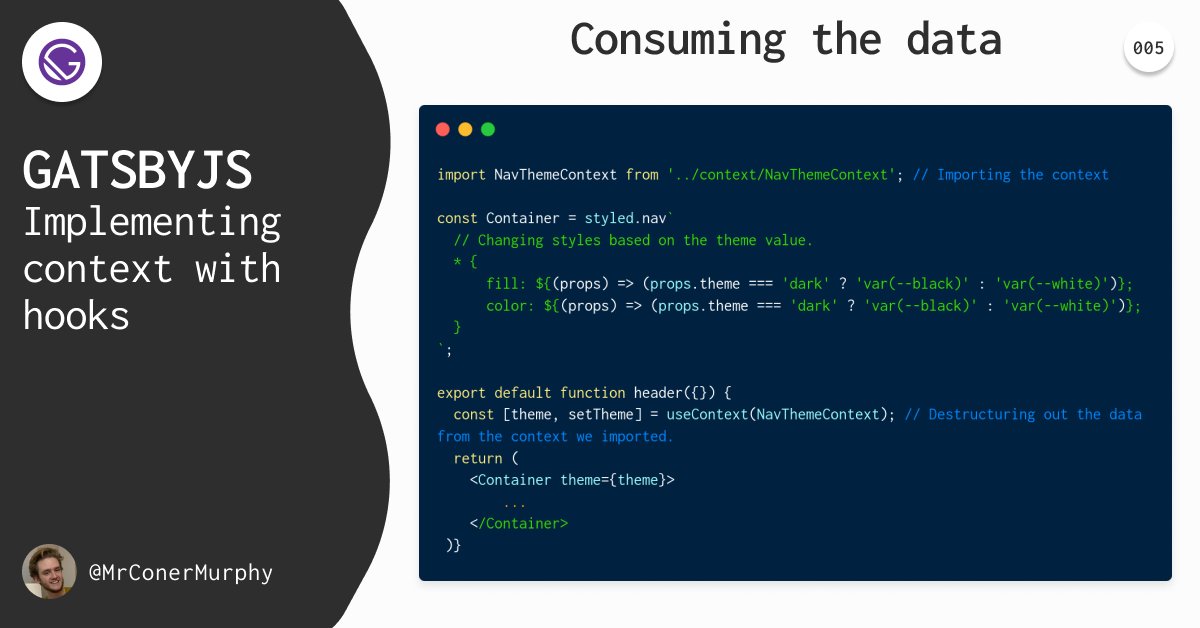 GATSBYJS
Implementing
context with
hooks
@MrConerMurphy
Consuming the data
005
import NavThemeContext from '../context/NavThemeContext'; // Importing the context
const Container = styled.nav`
  // Changing styles based on the theme value.
  * {
      fill: ${(props) => (props.theme === 'dark' ? 'var(--black)' : 'var(--white)')};
      color: ${(props) => (props.theme === 'dark' ? 'var(--black)' : 'var(--white)')};
  }
`;
export default function header({}) {
  const [theme, setTheme] = useContext(NavThemeContext); // Destructuring out the data
from the context we imported.
  return (
    <Container theme={theme}>
        ...
    </Container>
 )}